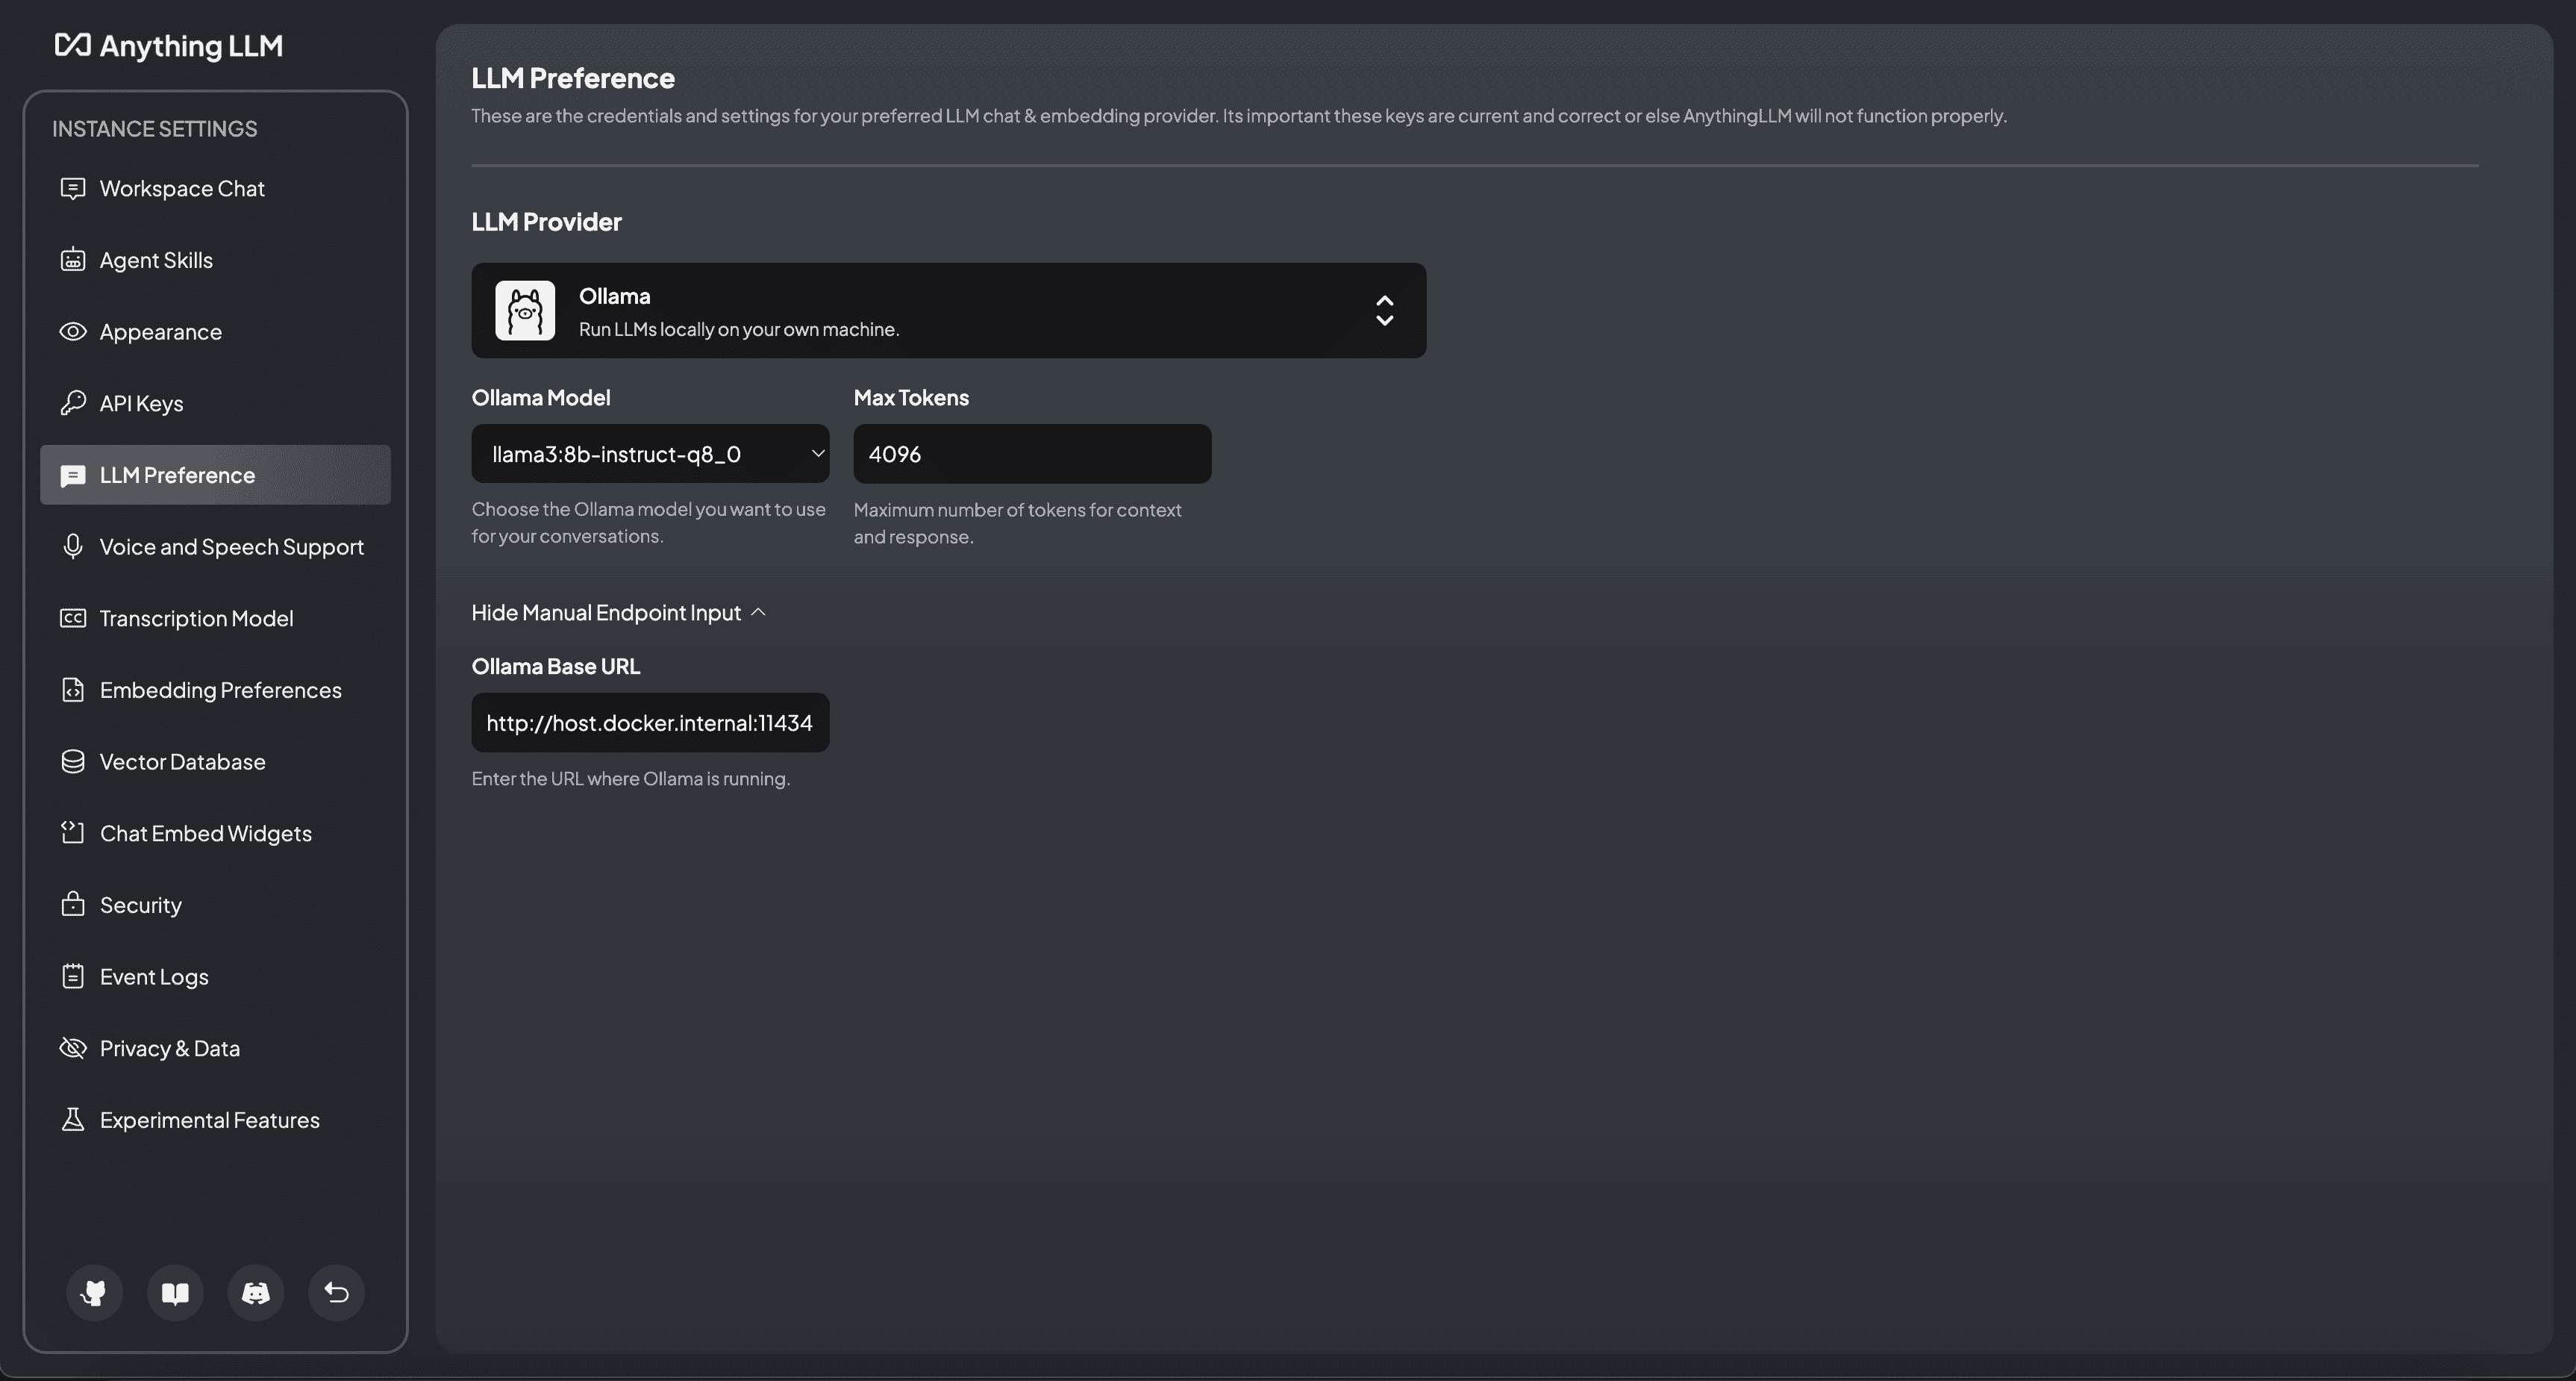 Anything LLM
INSTANCE SETTINGS
Workspace Chat
Agent Skills
Appearance
API Keys
LLM Preference
Voice and Speech Support
Transcription Model
Embedding Preferences
Vector Database
Chat Embed Widgets
Security
Event Logs
Privacy & Data
Experimental Features
LLM Preference
These are the credentials and settings for your preferred LLM chat & embedding provider. Its important these keys are current and correct or else AnythingLLM will not function properly.
LLM Provider
Ollama
Run LLMs locally on your own machine.
Ollama Model
llama3:8b-instruct-q8_0
Choose the Ollama model you want to use
for your conversations.
Max Tokens
4096
Maximum number of tokens for context
and response.
Hide Manual Endpoint Input
Ollama Base URL
http://host.docker.internal:11434
Enter the URL where Ollama is running.